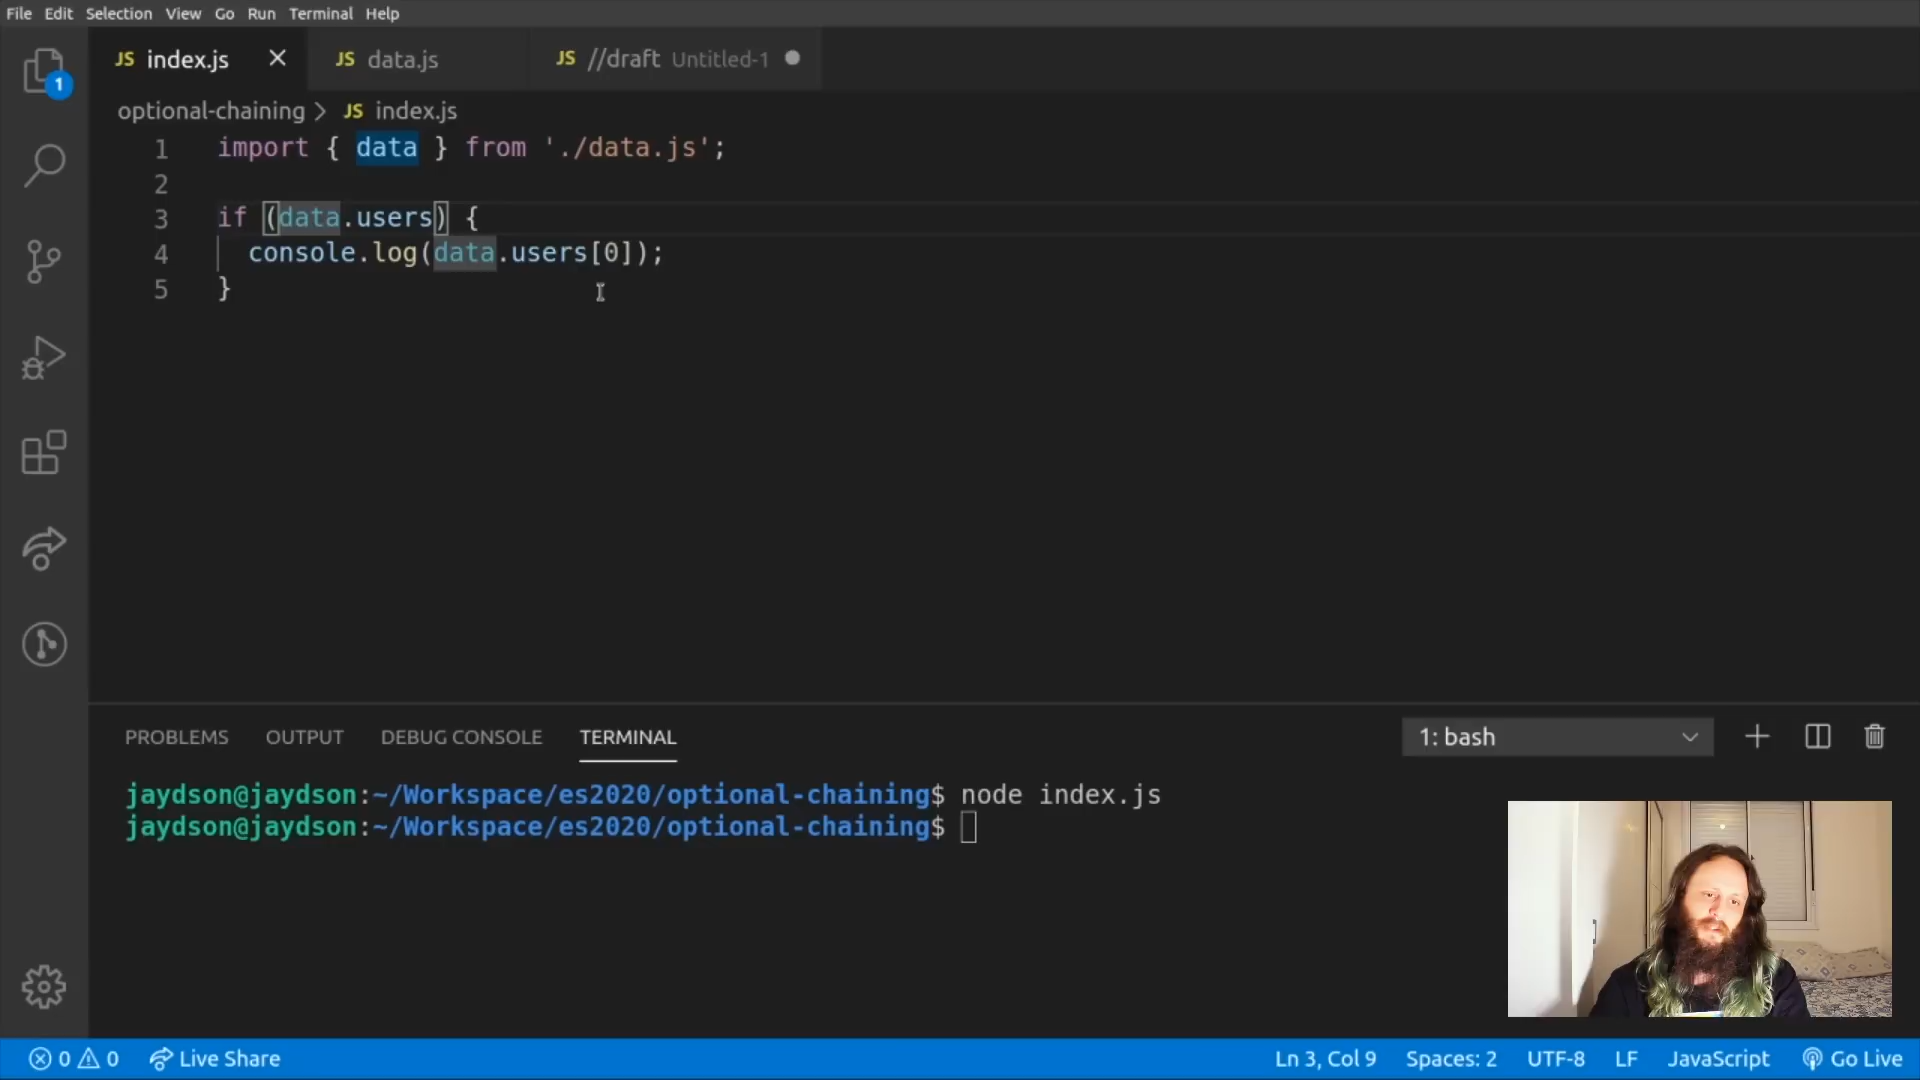 File Edit Selection View Go Run Terminal Help
JS index.js JS data.js JS //draft Untitled-1
1
optional-chaining > JS index.js
1 import { data } from './data.js';
2
3 if (data.users) {
4 console.log(data.users[0]);
5 }
PROBLEMS OUTPUT DEBUG CONSOLE TERMINAL 1: bash
jaydson@jaydson:~/Workspace/es2020/optional-chaining$ node index.js
jaydson@jaydson:~/Workspace/es2020/optional-chaining$
0 0 Live Share Ln 3, Col 9 Spaces: 2 UTF-8 LF JavaScript Go Live